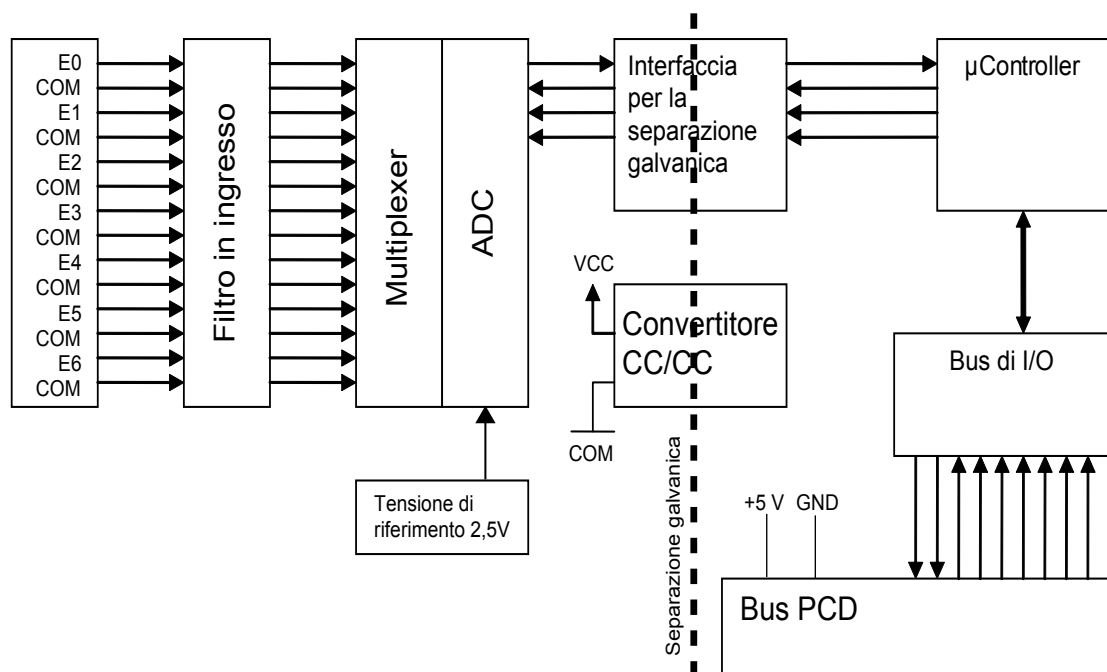 E0
COM
E1
COM
E2
COM
E3
COM
E4
COM
E5
COM
E6
COM
Filtro in ingresso
Multiplexer
ADC
Interfaccia
per la
separazione
galvanica
µController
VCC
Convertitore
CC/CC
COM
Bus di I/O
Tensione di
riferimento 2,5V
Separazione galvanica
+5 V GND
Bus PCD